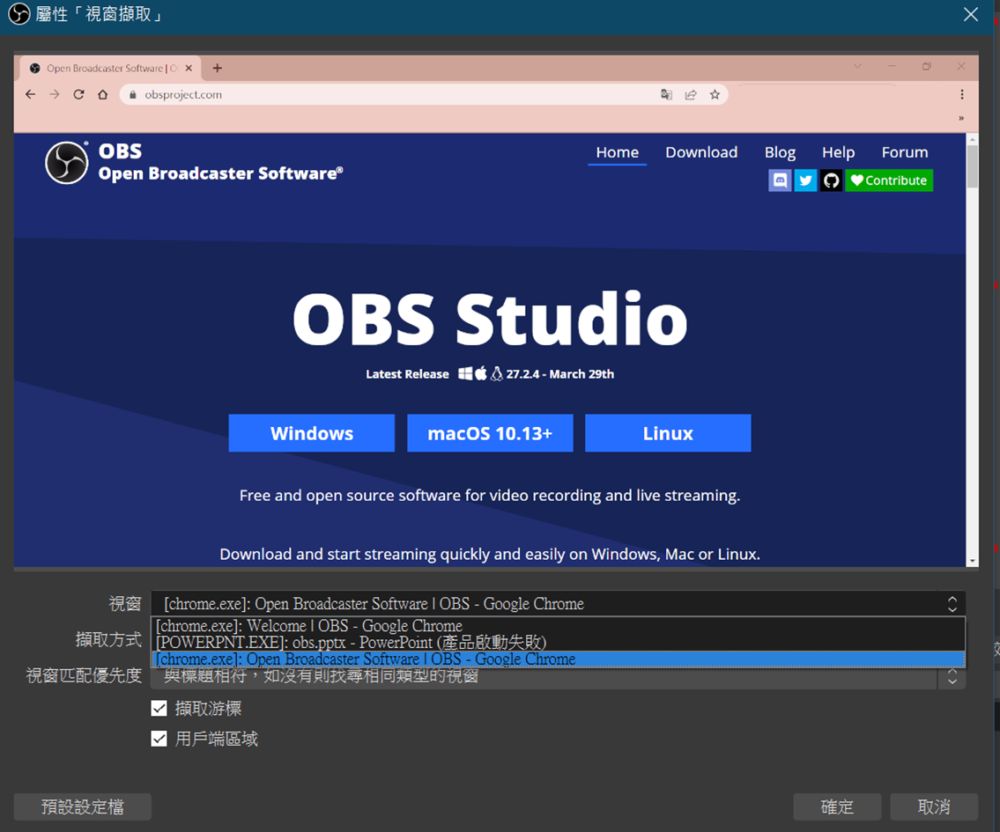 屬性「視窗擷取」
Open Broadcaster Software | O
obsproject.com
OBS
Open Broadcaster Software®
Home Download Blog Help Forum
Contribute
OBS Studio
Latest Release 27.2.4 - March 29th
Windows macOS 10.13+ Linux
Free and open source software for video recording and live streaming.
Download and start streaming quickly and easily on Windows, Mac or Linux.
視窗 [chrome.exe]: Open Broadcaster Software | OBS - Google Chrome
[chrome.exe]: Welcome | OBS - Google Chrome
擷取方式 [POWERPNT.EXE]: obs.pptx - PowerPoint (產品啟動失敗)
[chrome.exe]: Open Broadcaster Software | OBS - Google Chrome
視窗匹配優先度 與標題相符，如沒有則找尋相同類型的視窗
擷取游標
用戶端區域
預設設定檔 確定 取消